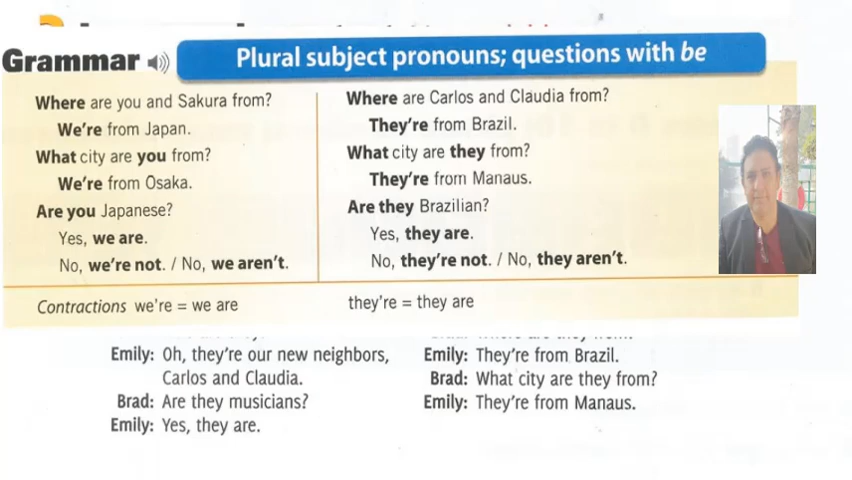 Grammar
Plural subject pronouns; questions with be
Where are you and Sakura from?
We're from Japan.
What city are you from?
We're from Osaka.
Are you Japanese?
Yes, we are.
No, we're not. / No, we aren't.
Where are Carlos and Claudia from?
They're from Brazil.
What city are they from?
They're from Manaus.
Are they Brazilian?
Yes, they are.
No, they're not. / No, they aren't.
Contractions we're = we are
they're = they are
Emily: Oh, they're our new neighbors,
Carlos and Claudia.
Brad: Are they musicians?
Emily: Yes, they are.
Emily: They're from Brazil.
Brad: What city are they from?
Emily: They're from Manaus.